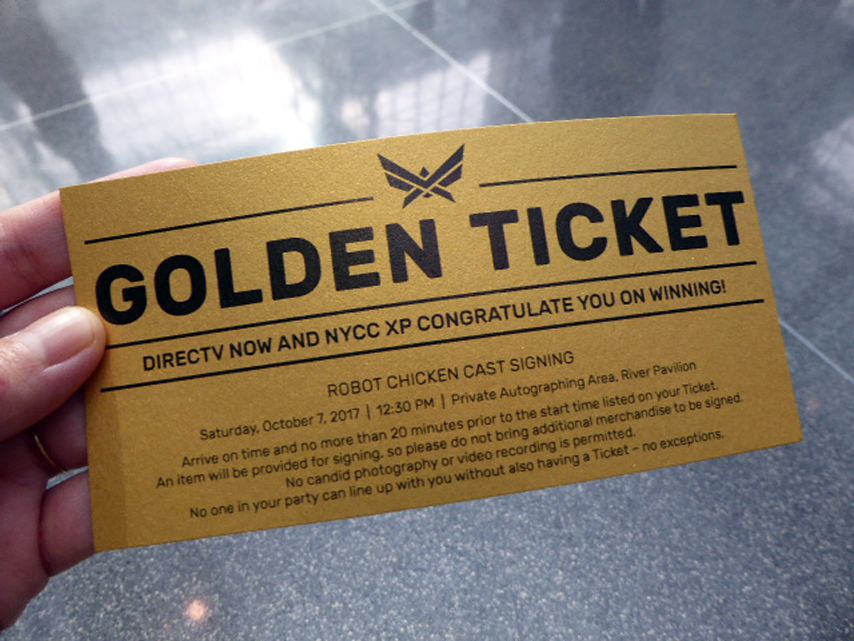 GOLDEN TICKET
DIRECTV NOW AND NYCC XP CONGRATULATE YOU ON WINNING!
ROBOT CHICKEN CAST SIGNING
Saturday, October 7, 2017 | 12:30 PM | Private Autographing Area, River Pavilion
Arrive on time and no more than 20 minutes prior to the start time listed on your Ticket.
An item will be provided for signing, so please do not bring additional merchandise to be signed.
No candid photography or video recording is permitted.
No one in your party can line up with you without also having a Ticket – no exceptions.